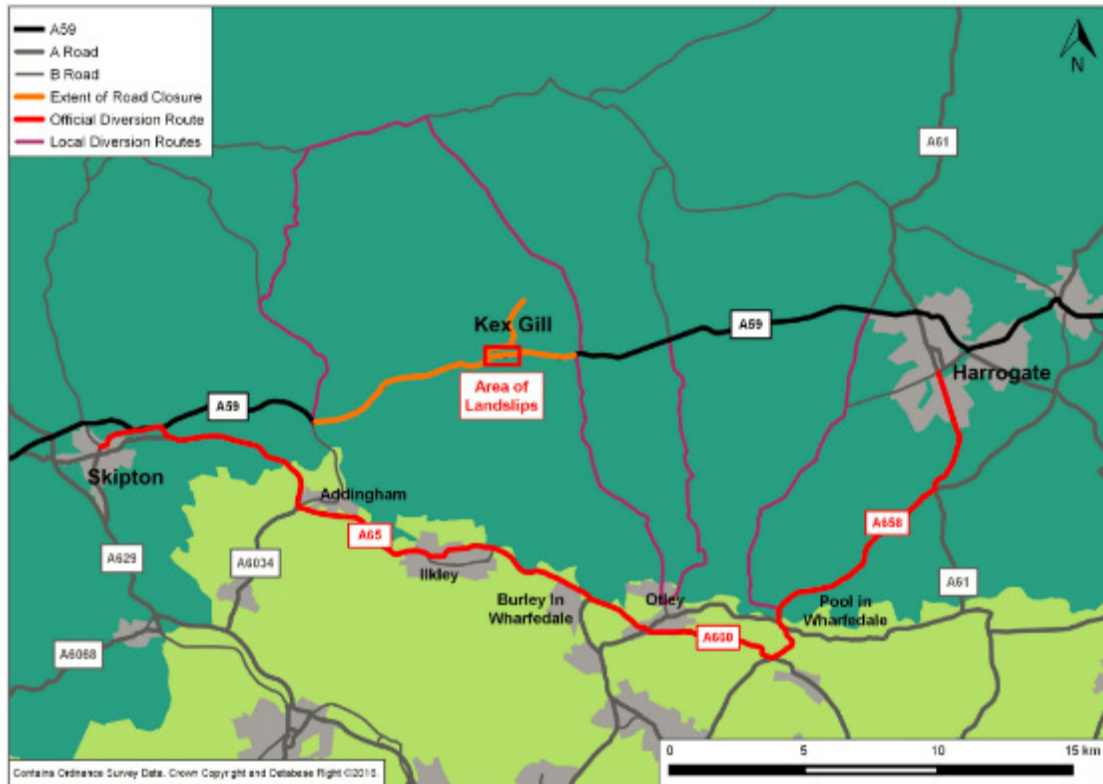 A59
A Road
B Road
Extent of Road Closure
Official Diversion Route
Local Diversion Routes
N
A61
Kex Gill
A59
Area of
Landslips
Harrogate
A59
Skipton
Addingham
A65
A658
A629
A6034
Ilkley
A61
Burley In
Wharfedale
Otley
Pool in
Wharfedale
A660
A6068
0 5 10 15 km
Contains Ordnance Survey Data. Crown Copyright and Database Right ©2015.